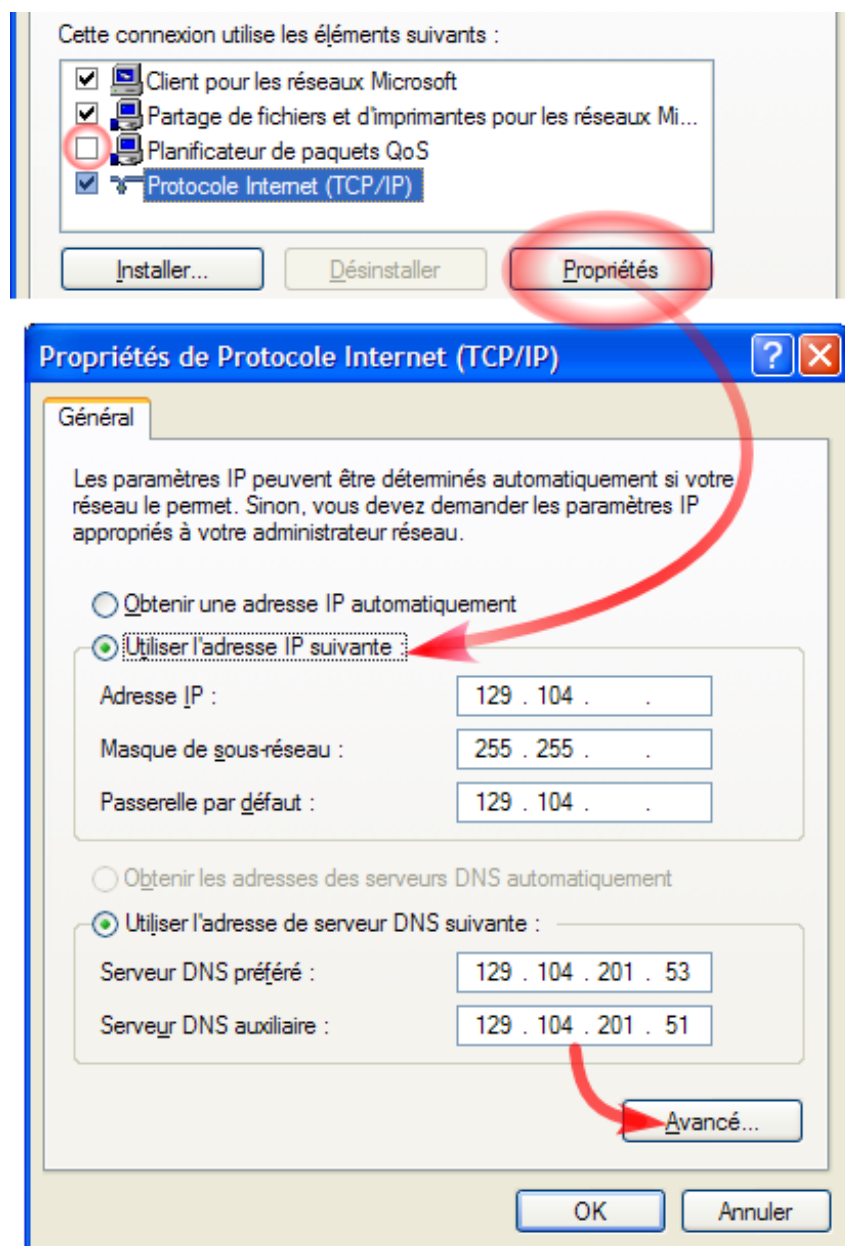 Cette connexion utilise les éléments suivants :
Client pour les réseaux Microsoft
Partage de fichiers et d'imprimantes pour les réseaux Mi...
Planificateur de paquets QoS
Protocole Internet (TCP/IP)
Installer... Désinstaller Propriétés
Propriétés de Protocole Internet (TCP/IP)
Général
Les paramètres IP peuvent être déterminés automatiquement si votre
réseau le permet. Sinon, vous devez demander les paramètres IP
appropriés à votre administrateur réseau.
Obtenir une adresse IP automatiquement
Utiliser l'adresse IP suivante :
Adresse IP : 129 . 104 . .
Masque de sous-réseau : 255 . 255 . .
Passerelle par défaut : 129 . 104 . .
Obtenir les adresses des serveurs DNS automatiquement
Utiliser l'adresse de serveur DNS suivante :
Serveur DNS préféré : 129 . 104 . 201 . 53
Serveur DNS auxiliaire : 129 . 104 . 201 . 51
Avancé...
OK Annuler